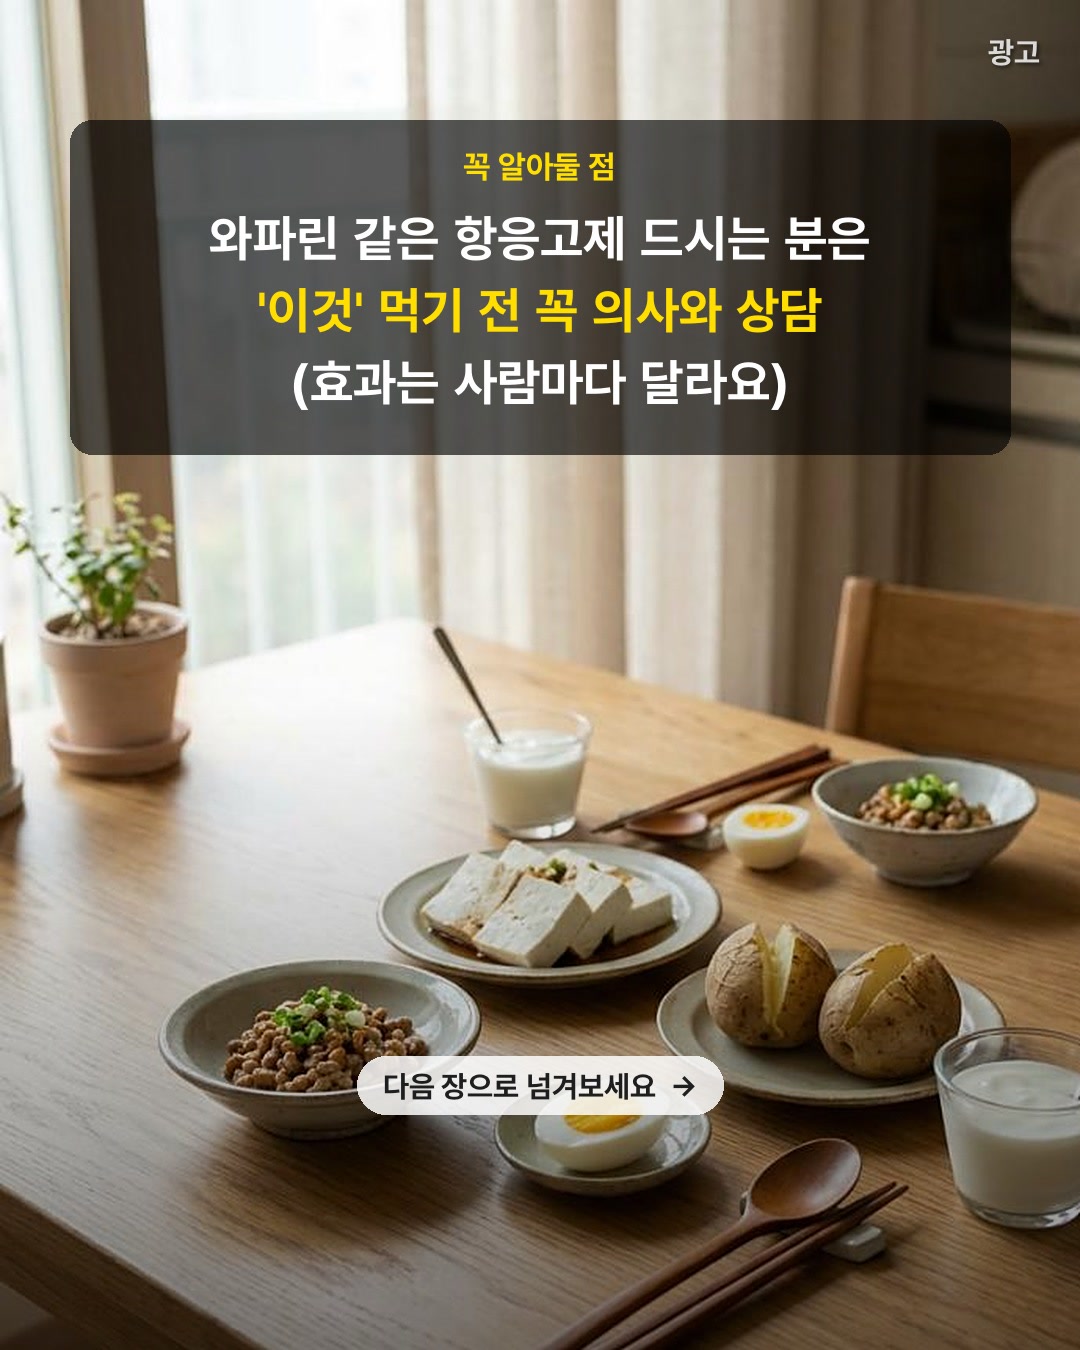 광고
꼭 알아둘 점
와파린 같은 항응고제 드시는 분은
'이것' 먹기 전 꼭 의사와 상담
(효과는 사람마다 달라요)
다음 장으로 넘겨보세요 →